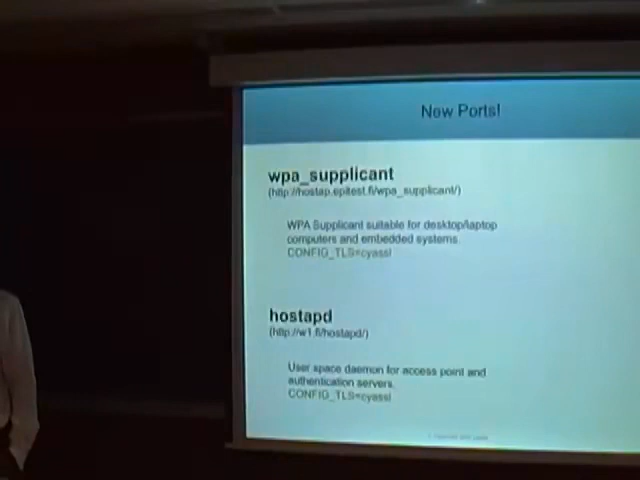 New Ports!
wpa_supplicant
(http://hostap.epitest.fi/wpa_supplicant/)
WPA Supplicant suitable for desktop/laptop
computers and embedded systems.
CONFIG_TLS=cyassl
hostapd
(http://w1.fi/hostapd/)
User space daemon for access point and
authentication servers.
CONFIG_TLS=cyassl